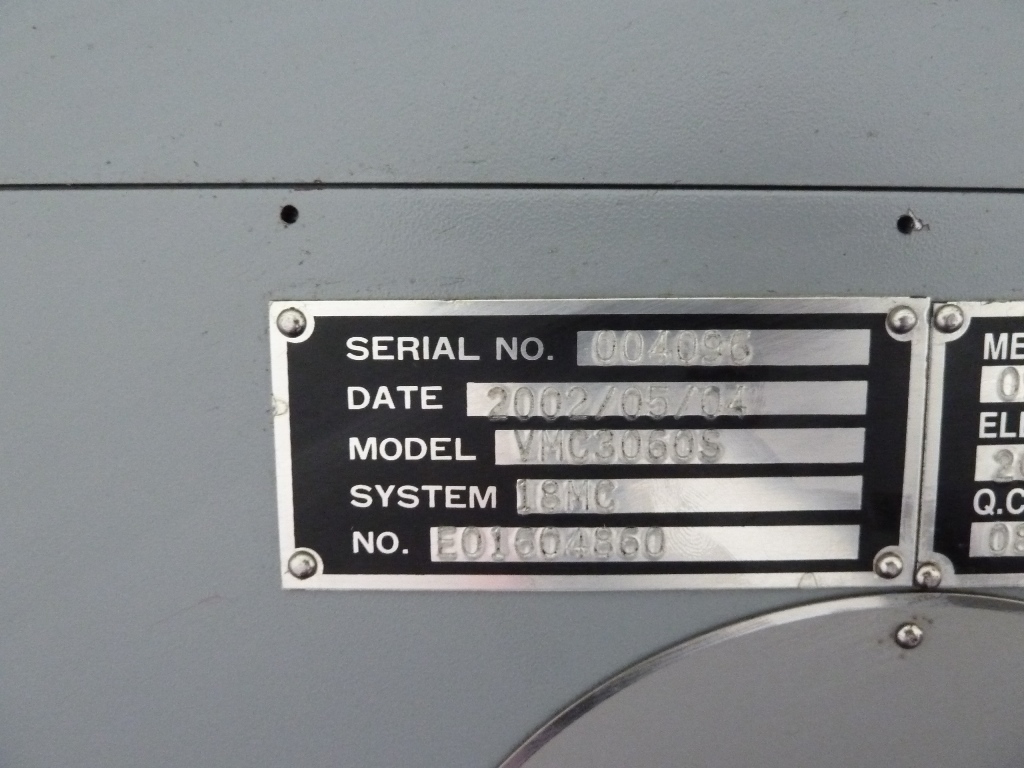 SERIAL NO. 004096
DATE 2002/05/04
MODEL VMC3060S
SYSTEM 18MC
NO. E01604860
Q.C